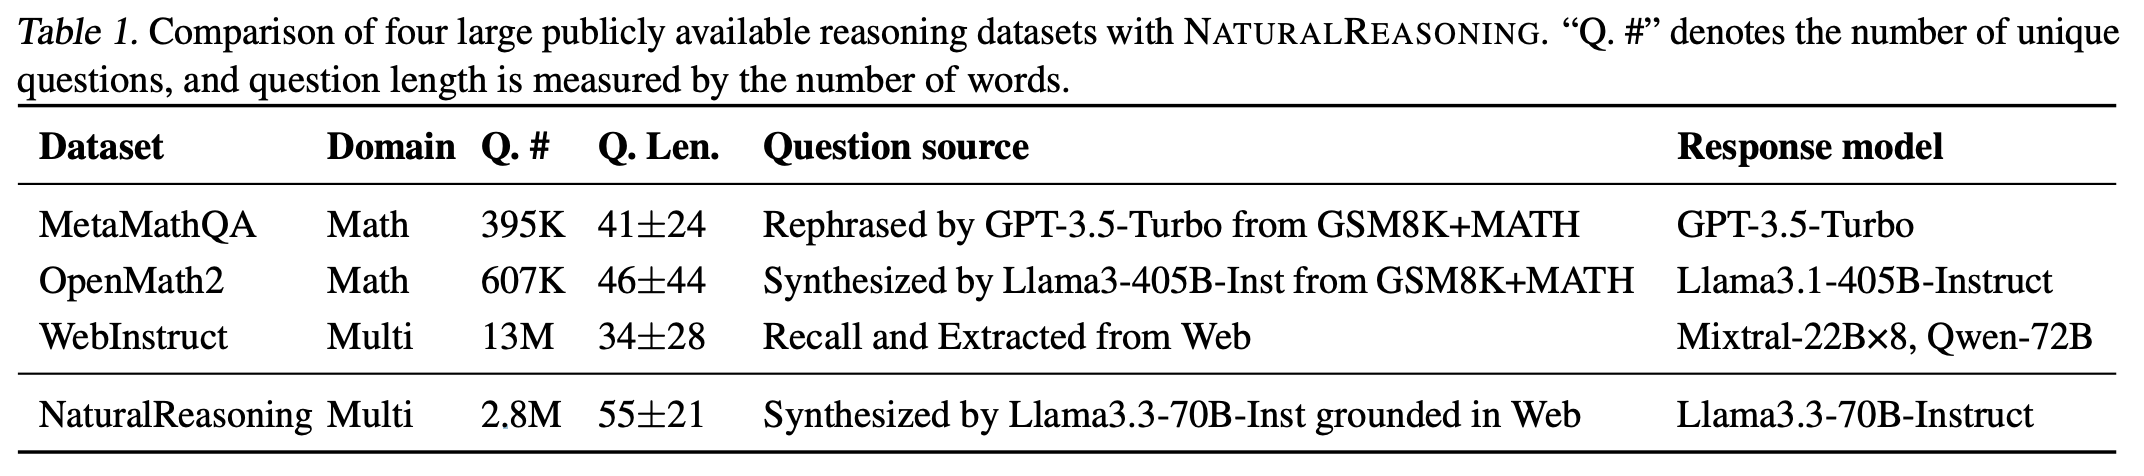 Table 1. Comparison of four large publicly available reasoning datasets with NATURALREASONING. “Q. #” denotes the number of unique
questions, and question length is measured by the number of words.
Dataset Domain Q. # Q. Len. Question source Response model
MetaMathQA Math 395K 41±24 Rephrased by GPT-3.5-Turbo from GSM8K+MATH GPT-3.5-Turbo
OpenMath2 Math 607K 46±44 Synthesized by Llama3-405B-Inst from GSM8K+MATH Llama3.1-405B-Instruct
WebInstruct Multi 13M 34±28 Recall and Extracted from Web Mixtral-22B×8, Qwen-72B
NaturalReasoning Multi 2.8M 55±21 Synthesized by Llama3.3-70B-Inst grounded in Web Llama3.3-70B-Instruct